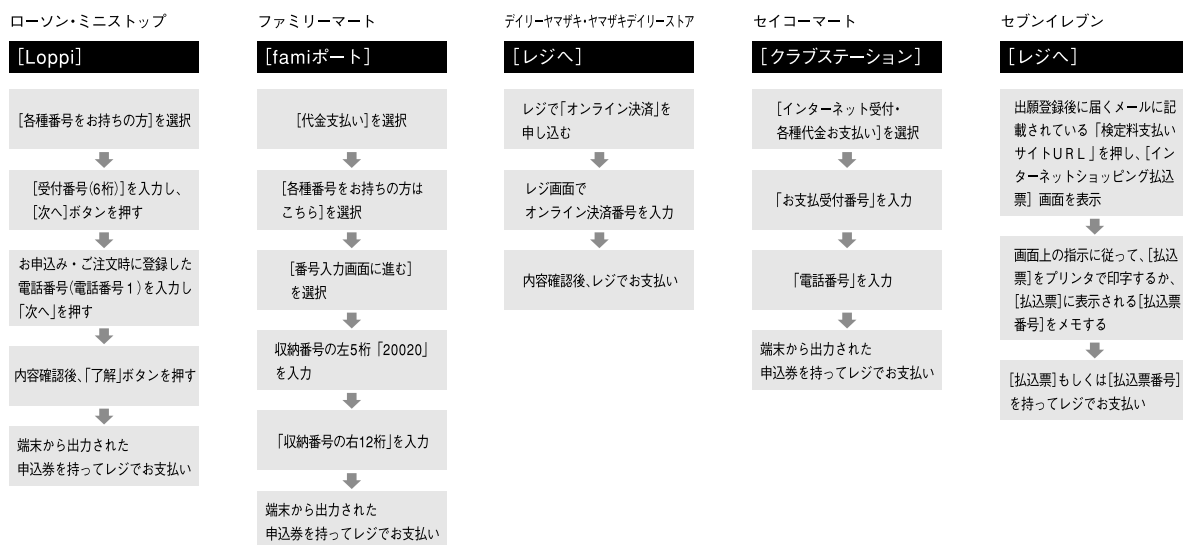 ローソン・ミニストップ
[Loppi]
[各種番号をお持ちの方]を選択
[受付番号(6桁)]を入力し、
[次へ]ボタンを押す
お申込み・ご注文時に登録した
電話番号(電話番号1)を入力し
「次へ」を押す
内容確認後、「了解」ボタンを押す
端末から出力された
申込券を持ってレジでお支払い
ファミリーマート
[famiポート]
[代金支払い]を選択
[各種番号をお持ちの方は
こちら]を選択
[番号入力画面に進む]
を選択
収納番号の左5桁「20020」
を入力
「収納番号の右12桁」を入力
端末から出力された
申込券を持ってレジでお支払い
デイリーヤマザキ・ヤマザキデイリーストア
[レジへ]
レジで「オンライン決済」を
申し込む
レジ画面で
オンライン決済番号を入力
内容確認後、レジでお支払い
セイコーマート
[クラブステーション]
[インターネット受付・
各種代金お支払い]を選択
「お支払受付番号」を入力
「電話番号」を入力
端末から出力された
申込券を持ってレジでお支払い
セブンイレブン
[レジへ]
出願登録後に届くメールに記
載されている「検定料支払い
サイトURL」を押し、[イン
ターネットショッピング払込
票] 画面を表示
画面上の指示に従って、[払込
票]をプリンタで印字するか、
[払込票]に表示される[払込票
番号]をメモする
[払込票]もしくは[払込票番号]
を持ってレジでお支払い